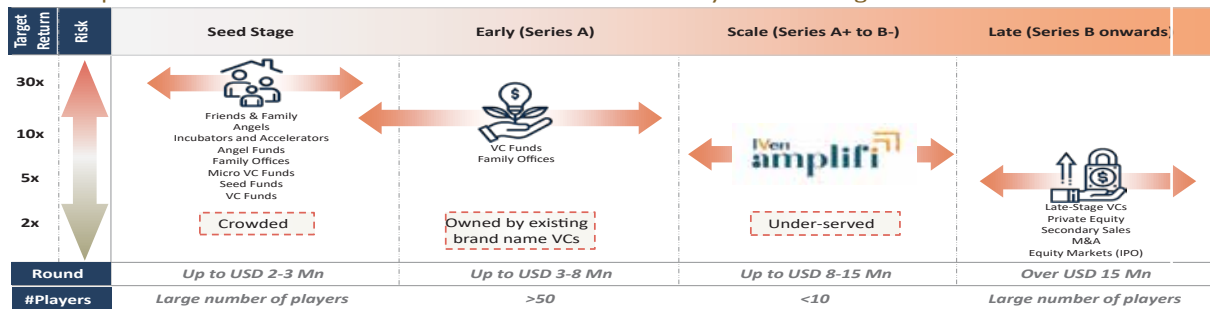 Target Return
Risk
Seed Stage
Early (Series A)
Scale (Series A+ to B-)
Late (Series B onwards)
30x
10x
5x
2x
Friends & Family
Angels
Incubators and Accelerators
Angel Funds
Family Offices
Micro VC Funds
Seed Funds
VC Funds
Crowded
VC Funds
Family Offices
Owned by existing
brand name VCs
IVen
amplifi
Under-served
Late-Stage VCs
Private Equity
Secondary Sales
M&A
Equity Markets (IPO)
Round
Up to USD 2-3 Mn
Up to USD 3-8 Mn
Up to USD 8-15 Mn
Over USD 15 Mn
#Players
Large number of players
>50
<10
Large number of players